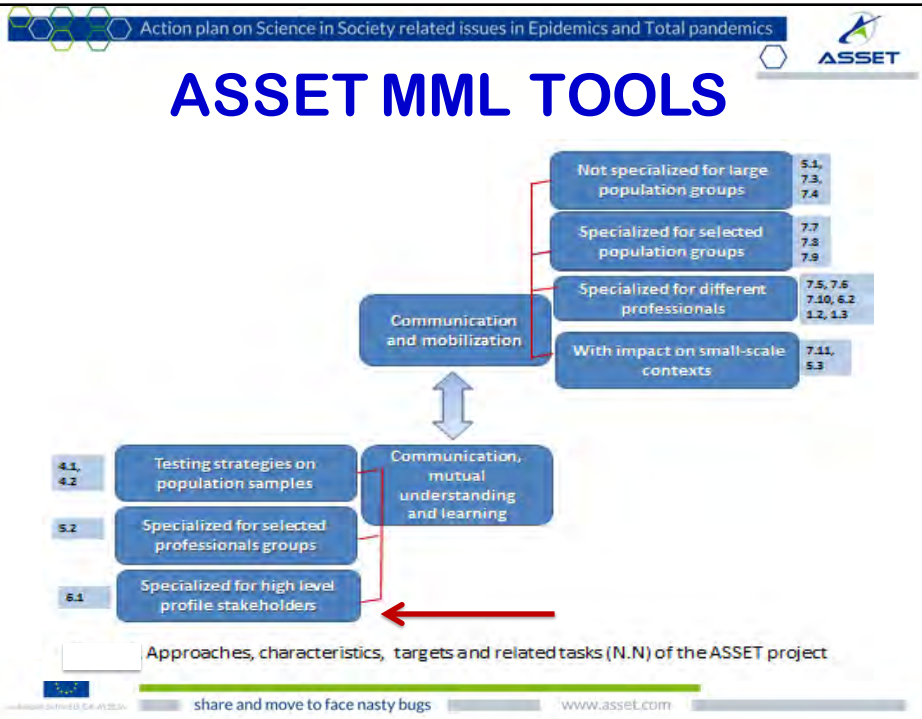 Action plan on Science in Society related issues in Epidemics and Total pandemics
ASSET
ASSET MML TOOLS
Not specialized for large
population groups
5.1,
7.3,
7.4
Specialized for selected
population groups
7.7
7.8
7.9
Specialized for different
professionals
7.5, 7.6
7.10, 6.2
1.2, 1.3
With impact on small-scale
contexts
7.11,
5.3
Communication
and mobilization
Communication,
mutual
understanding
and learning
4.1,
4.2
Testing strategies on
population samples
5.2
Specialized for selected
professionals groups
6.1
Specialized for high level
profile stakeholders
Approaches, characteristics, targets and related tasks (N.N) of the ASSET project
share and move to face nasty bugs
www.asset.com